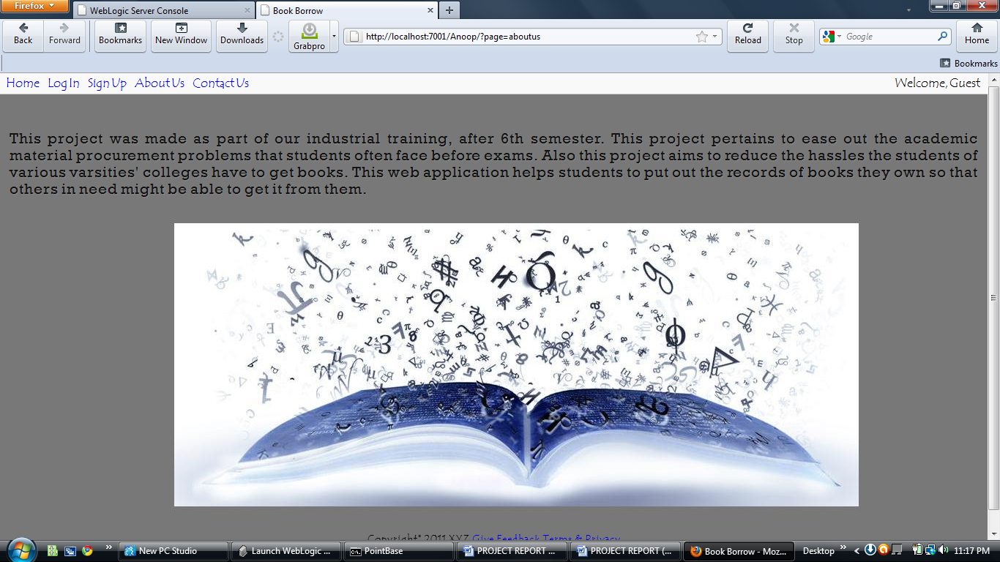 Firefox
WebLogic Server Console
Book Borrow
Back
Forward
Bookmarks
New Window
Downloads
Grabpro
http://localhost:7001/Anoop/?page=aboutus
Reload
Stop
Google
Home
Bookmarks
Home Log In Sign Up About Us Contact Us
Welcome, Guest
This project was made as part of our industrial training, after 6th semester. This project pertains to ease out the academic
material procurement problems that students often face before exams. Also this project aims to reduce the hassles the students of
various varsities' colleges have to get books. This web application helps students to put out the records of books they own so that
others in need might be able to get it from them.
Copyright© 2011 XYZ Give Feedback Terms & Privacy
New PC Studio
Launch WebLogic ...
PointBase
PROJECT REPORT ...
PROJECT REPORT (...
Book Borrow - Moz...
Desktop
11:17 PM